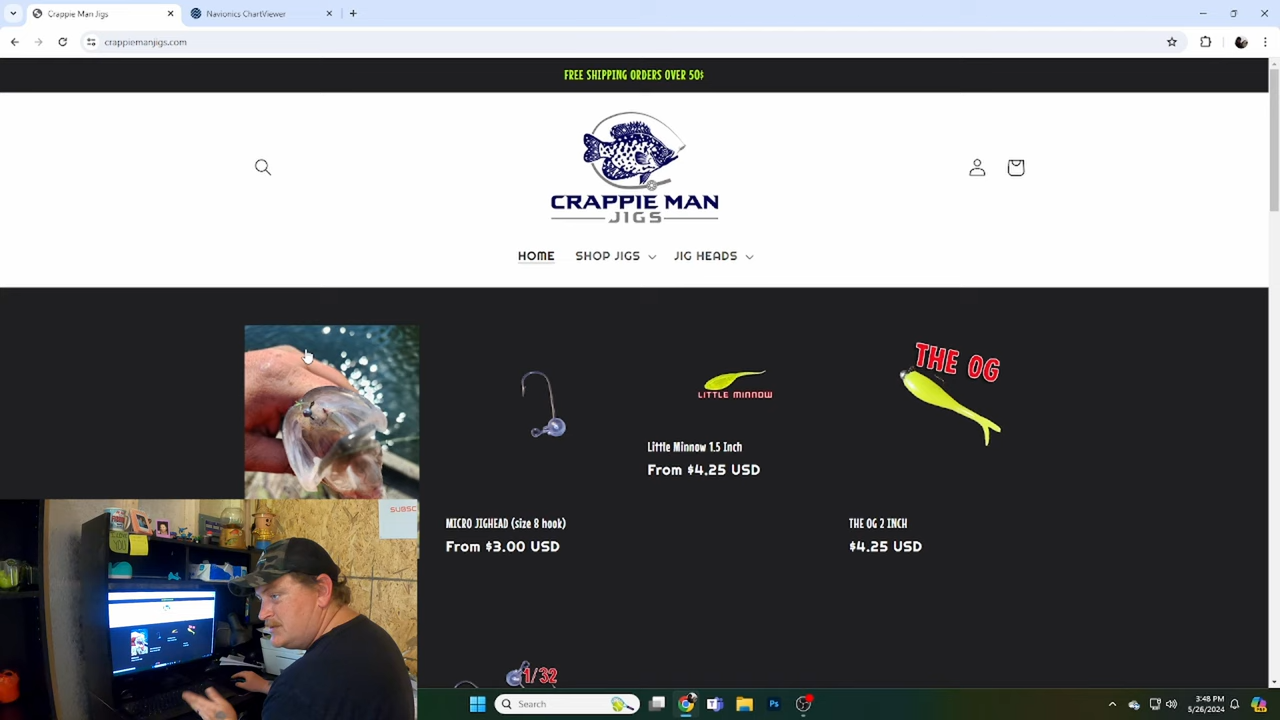 Crappie Man Jigs
Navionics ChartViewer
crappiemanjigs.com
FREE SHIPPING ORDERS OVER 50$
CRAPPIE MAN
JIGS
HOME SHOP JIGS JIG HEADS
THE OG
LITTLE MINNOW
Little Minnow 1.5 Inch
From $4.25 USD
MICRO JIGHEAD (size 8 hook)
From $3.00 USD
THE OG 2 INCH
$4.25 USD
SUBSC
1/32
Search
3:48 PM
5/26/2024